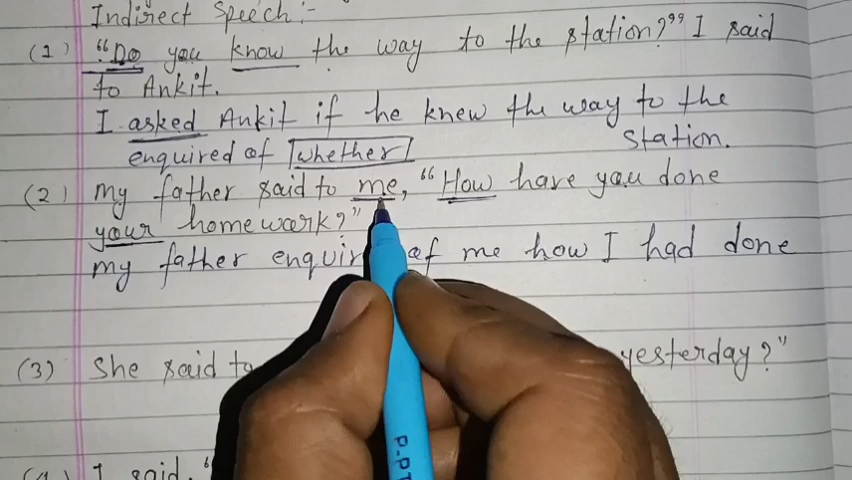 Indirect Speech:-
(1) "Do you know the way to the station?" I said
to Ankit.
I asked Ankit if he knew the way to the
station.
enquired of whether
(2) My father said to me, "How have you done
your homework?"
my father enquir of me how I had done
(3) She said to yesterday?"
(4) I said, "
P.PT